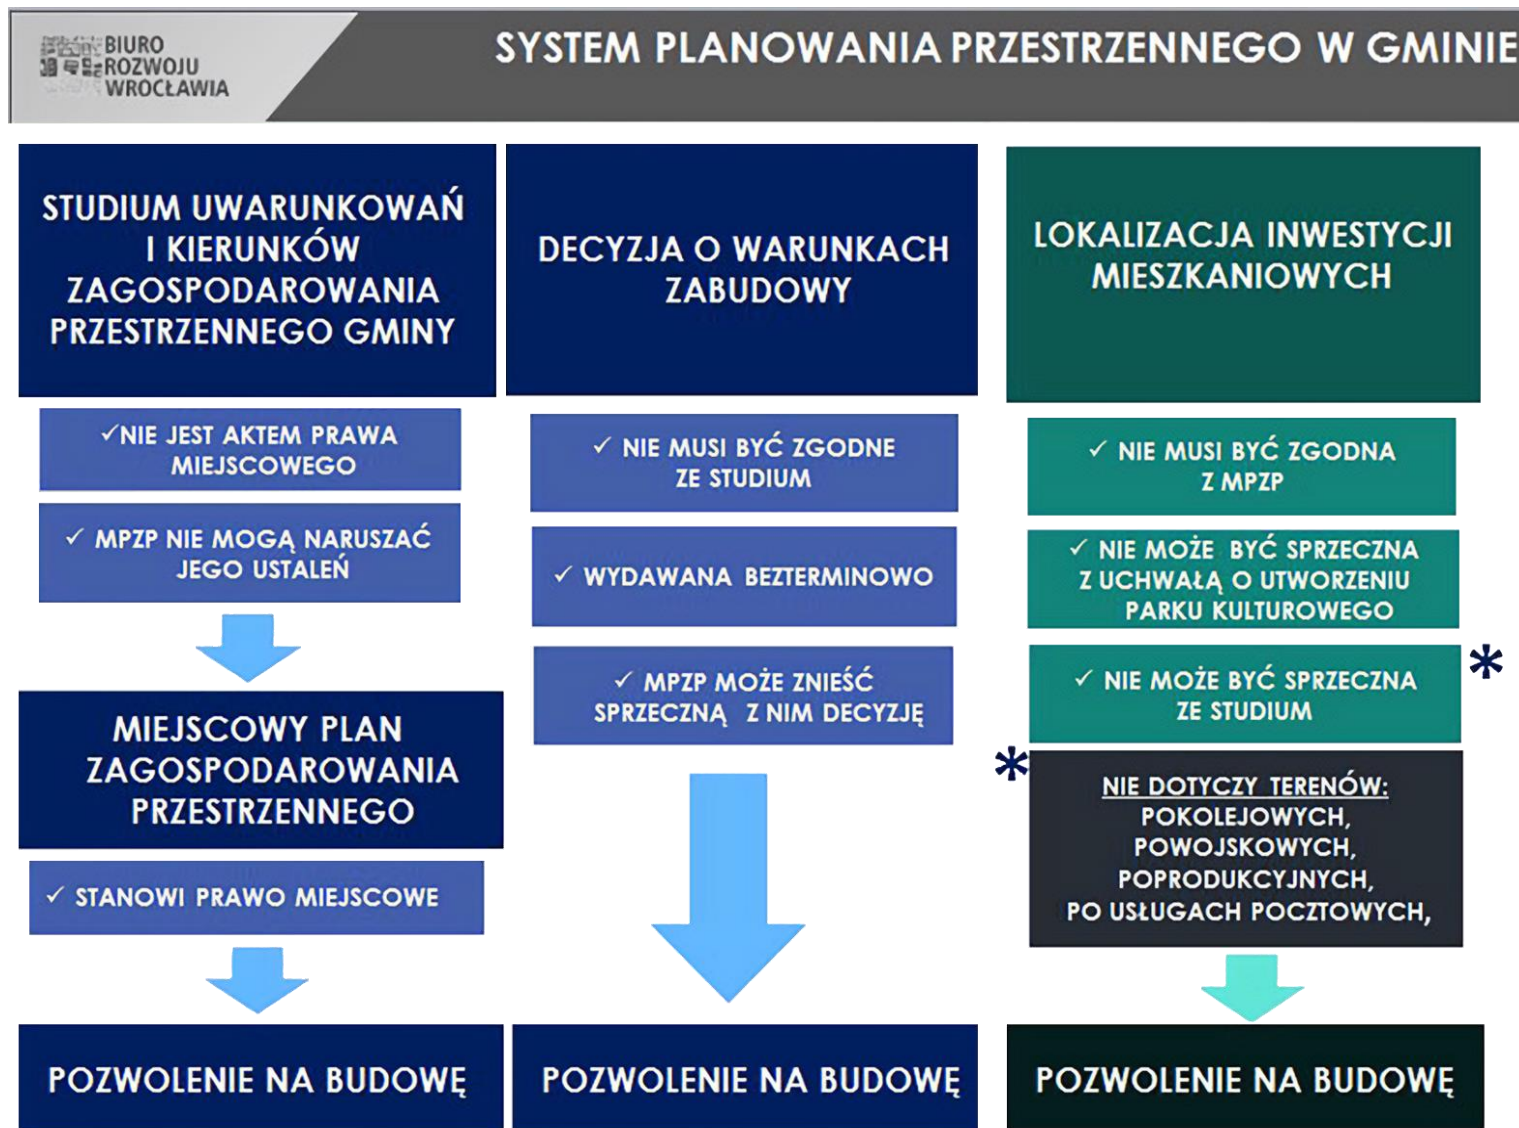 BIURO
ROZWOJU
WROCŁAWIA
SYSTEM PLANOWANIA PRZESTRZENNEGO W GMINIE
STUDIUM UWARUNKOWAŃ
I KIERUNKÓW
ZAGOSPODAROWANIA
PRZESTRZENNEGO GMINY
✓NIE JEST AKTEM PRAWA
MIEJSCOWEGO
✓ MPZP NIE MOGĄ NARUSZAĆ
JEGO USTALEŃ
MIEJSCOWY PLAN
ZAGOSPODAROWANIA
PRZESTRZENNEGO
✓ STANOWI PRAWO MIEJSCOWE
POZWOLENIE NA BUDOWĘ
DECYZJA O WARUNKACH
ZABUDOWY
✓ NIE MUSI BYĆ ZGODNE
ZE STUDIUM
✓ WYDAWANA BEZTERMINOWO
✓ MPZP MOŻE ZNIEŚĆ
SPRZECZNĄ Z NIM DECYZJĘ
POZWOLENIE NA BUDOWĘ
LOKALIZACJA INWESTYCJI
MIESZKANIOWYCH
✓ NIE MUSI BYĆ ZGODNA
Z MPZP
✓ NIE MOŻE BYĆ SPRZECZNA
Z UCHWAŁĄ O UTWORZENIU
PARKU KULTUROWEGO
✓ NIE MOŻE BYĆ SPRZECZNA *
ZE STUDIUM
* NIE DOTYCZY TERENÓW:
POKOLEJOWYCH,
POWOJSKOWYCH,
POPRODUKCYJNYCH,
PO USŁUGACH POCZTOWYCH,
POZWOLENIE NA BUDOWĘ